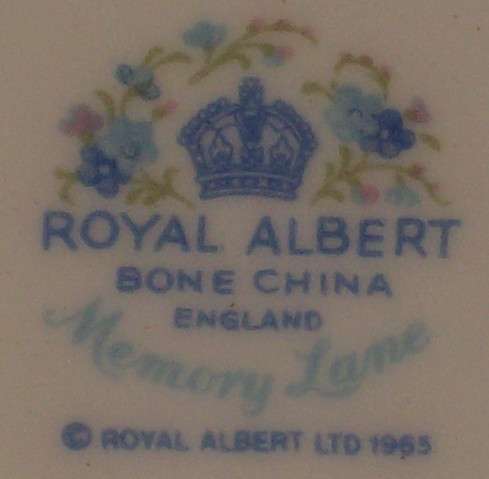 ROYAL ALBERT
BONE CHINA
ENGLAND
Memory Lane
© ROYAL ALBERT LTD 1965